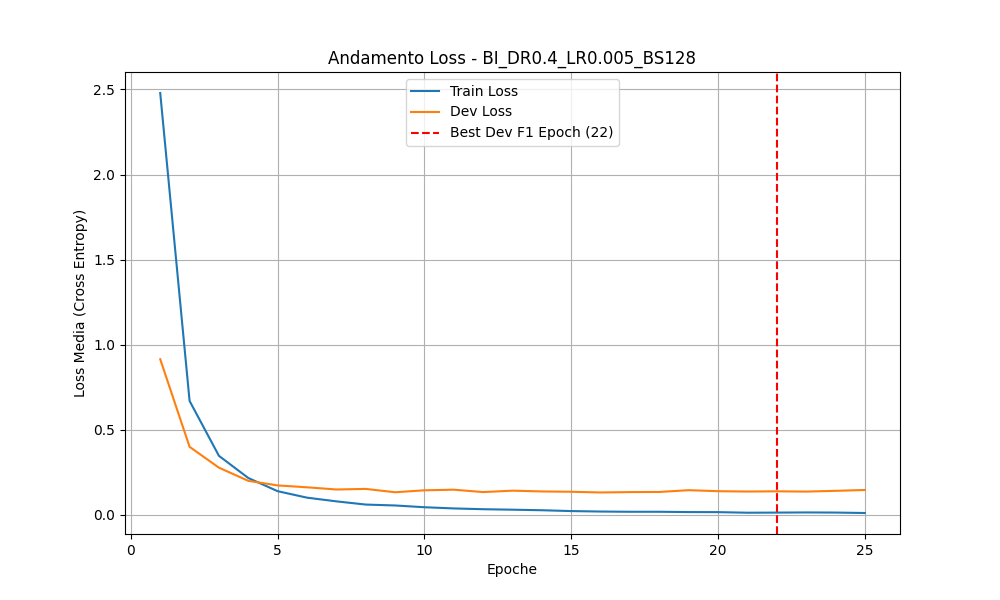 Andamento Loss - BI_DR0.4_LR0.005_BS128
Train Loss
Dev Loss
Best Dev F1 Epoch (22)
Loss Media (Cross Entropy)
2.5
2.0
1.5
1.0
0.5
0.0
0 5 10 15 20 25
Epoche